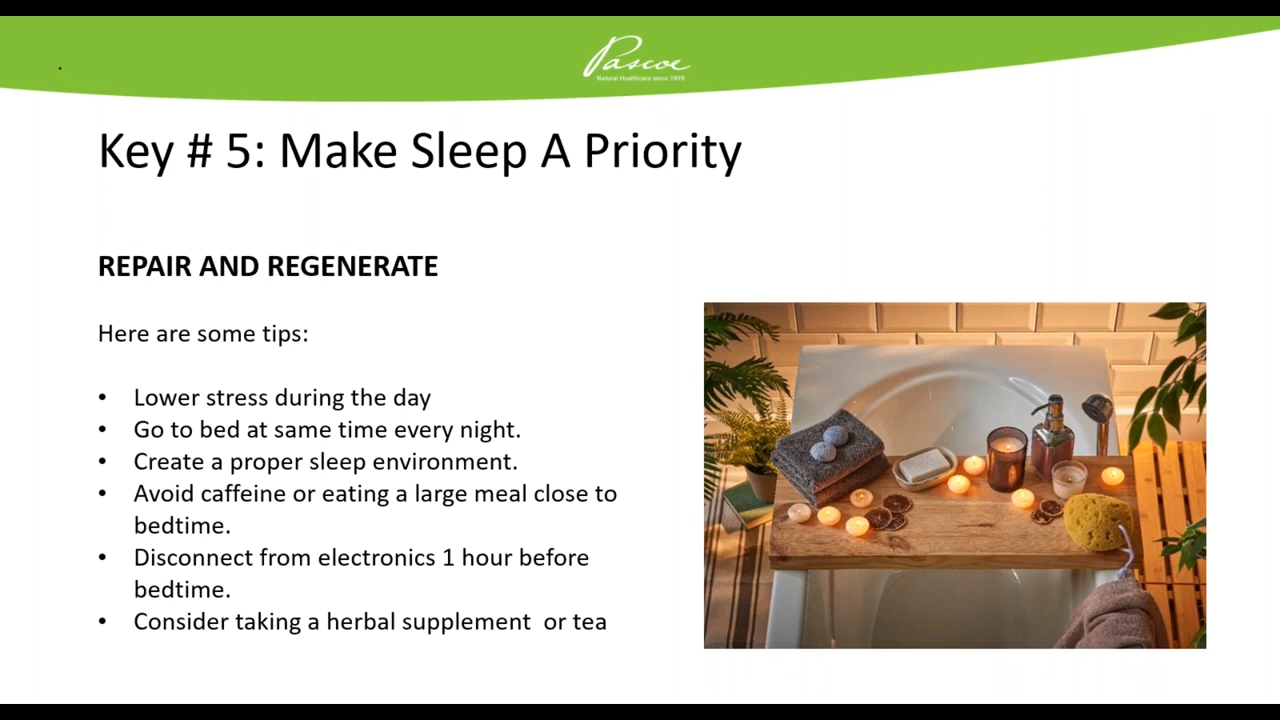 Pascoe
Natural Healthcare since 1895
Key # 5: Make Sleep A Priority
REPAIR AND REGENERATE
Here are some tips:
• Lower stress during the day
• Go to bed at same time every night.
• Create a proper sleep environment.
• Avoid caffeine or eating a large meal close to
bedtime.
• Disconnect from electronics 1 hour before
bedtime.
• Consider taking a herbal supplement  or tea